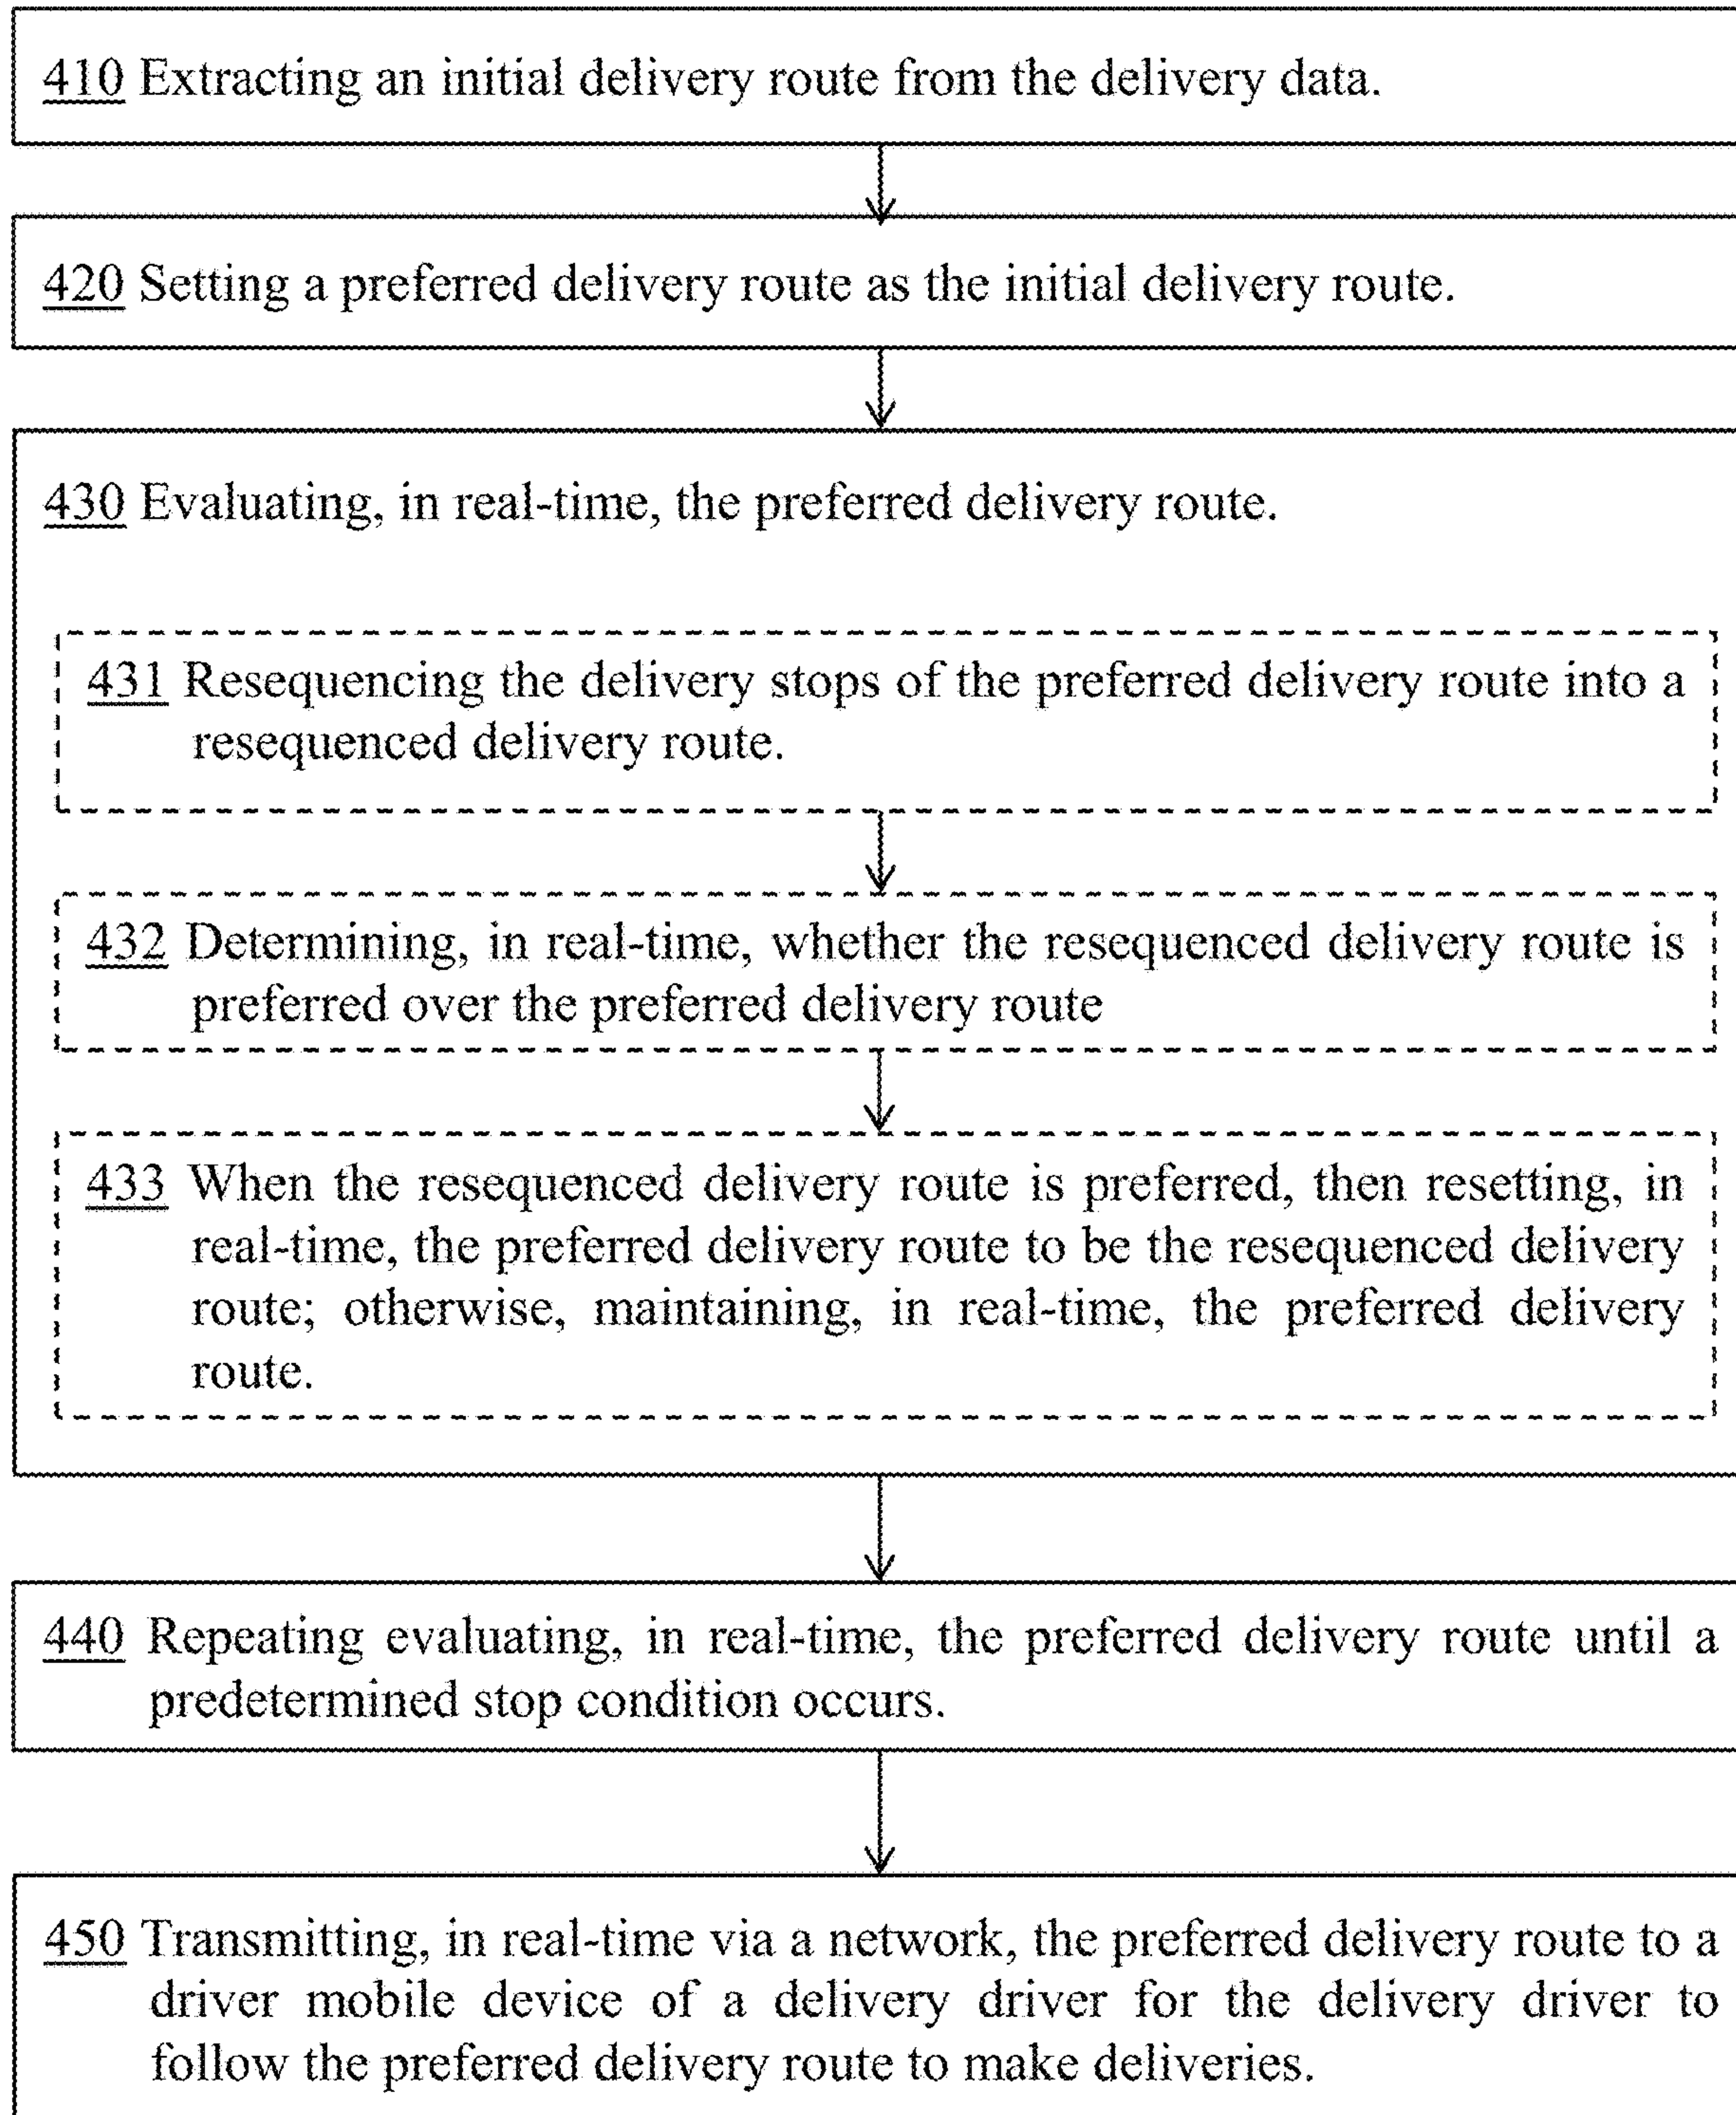 410 Extracting an initial delivery route from the delivery data.
420 Setting a preferred delivery route as the initial delivery route.
430 Evaluating, in real-time, the preferred delivery route.
431 Resequencing the delivery stops of the preferred delivery route into a
resequenced delivery route.
432 Determining, in real-time, whether the resequenced delivery route is
preferred over the preferred delivery route
433 When the resequenced delivery route is preferred, then resetting, in
real-time, the preferred delivery route to be the resequenced delivery
route; otherwise, maintaining, in real-time, the preferred delivery
route.
440 Repeating evaluating, in real-time, the preferred delivery route until a
predetermined stop condition occurs.
450 Transmitting, in real-time via a network, the preferred delivery route to a
driver mobile device of a delivery driver for the delivery driver to
follow the preferred delivery route to make deliveries.